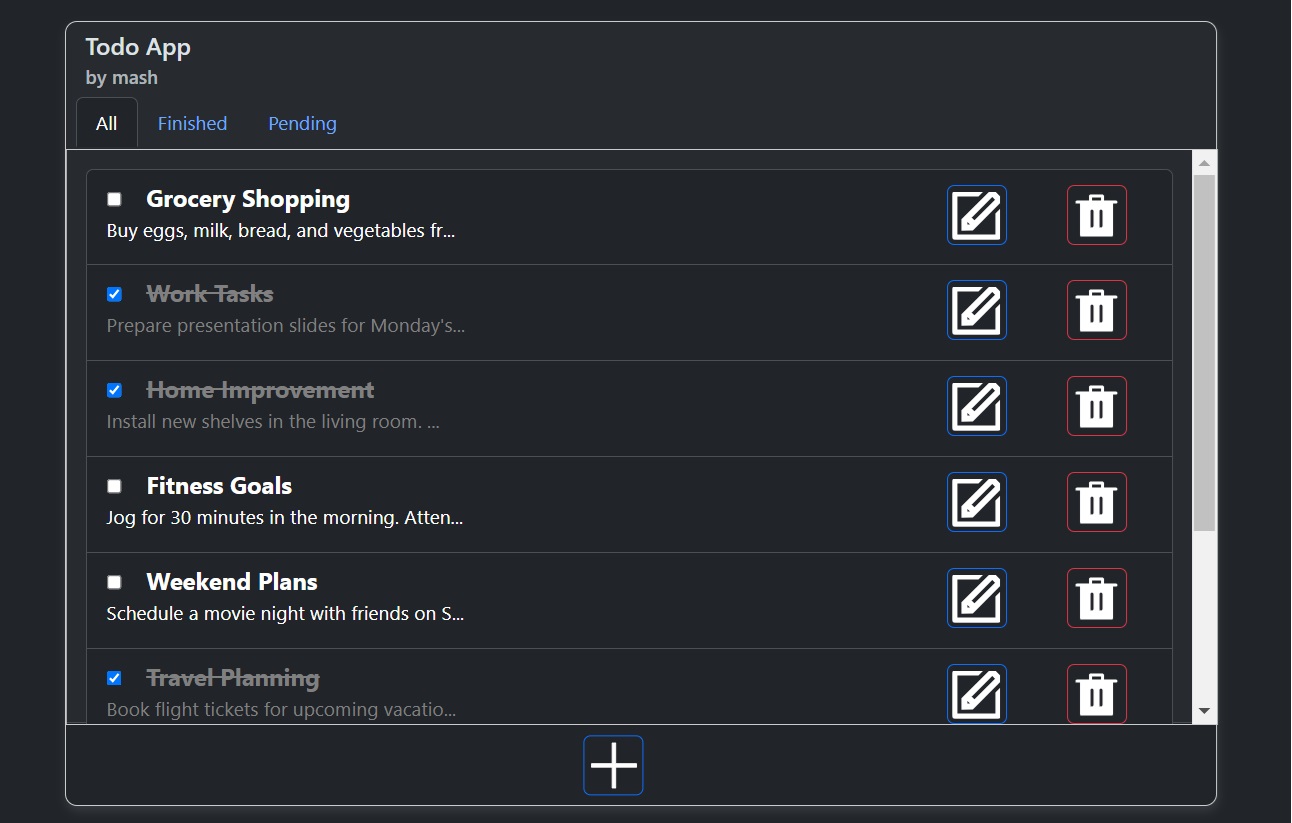 Todo App
by mash
All Finished Pending
Grocery Shopping
Buy eggs, milk, bread, and vegetables fr...
Work Tasks
Prepare presentation slides for Monday's...
Home Improvement
Install new shelves in the living room. ...
Fitness Goals
Jog for 30 minutes in the morning. Atten...
Weekend Plans
Schedule a movie night with friends on S...
Travel Planning
Book flight tickets for upcoming vacatio...